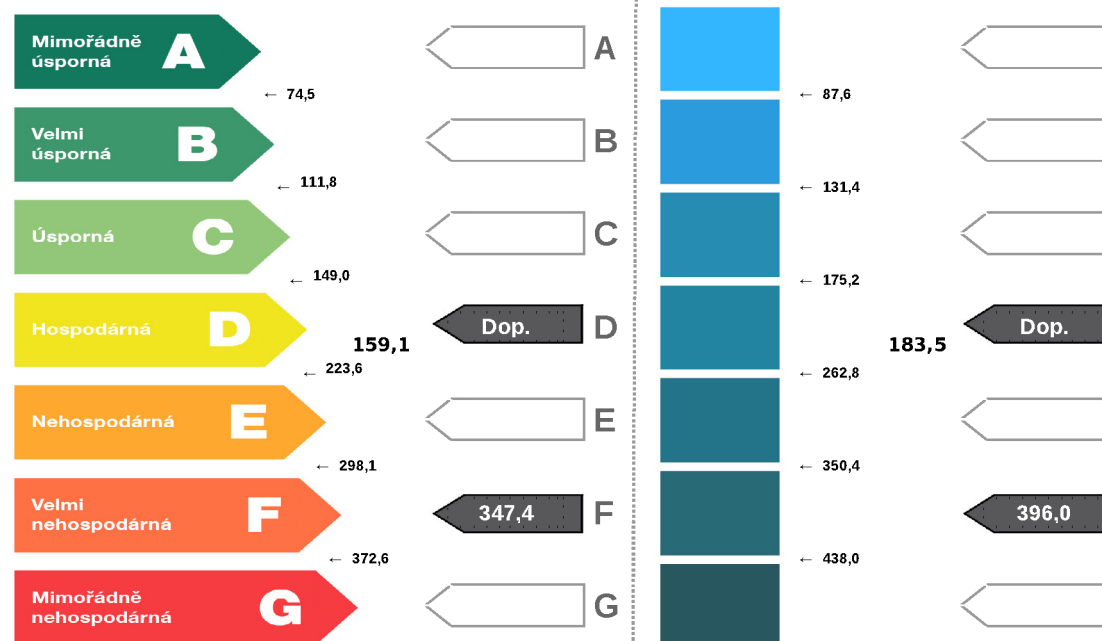 Mimořádně
úsporná
A
A
74,5
87,6
Velmi
úsporná
B
B
111,8
131,4
Úsporná
C
C
149,0
175,2
Hospodárná
D
159,1
Dop.
D
183,5
Dop.
223,6
262,8
Nehospodárná
E
E
298,1
350,4
Velmi
nehospodárná
F
347,4
F
396,0
372,6
438,0
Mimořádně
nehospodárná
G
G